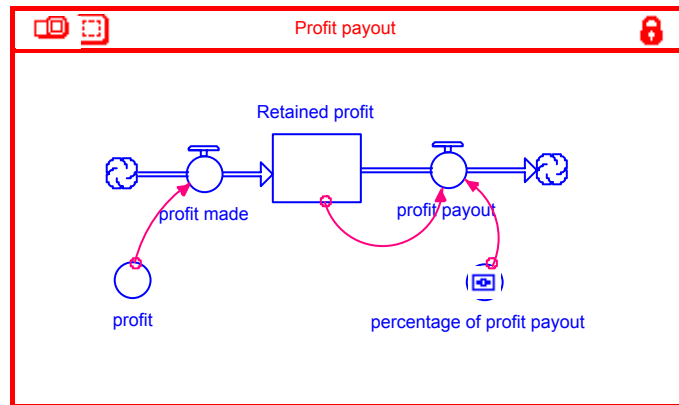 Profit payout
Retained profit
profit made
profit payout
profit
percentage of profit payout